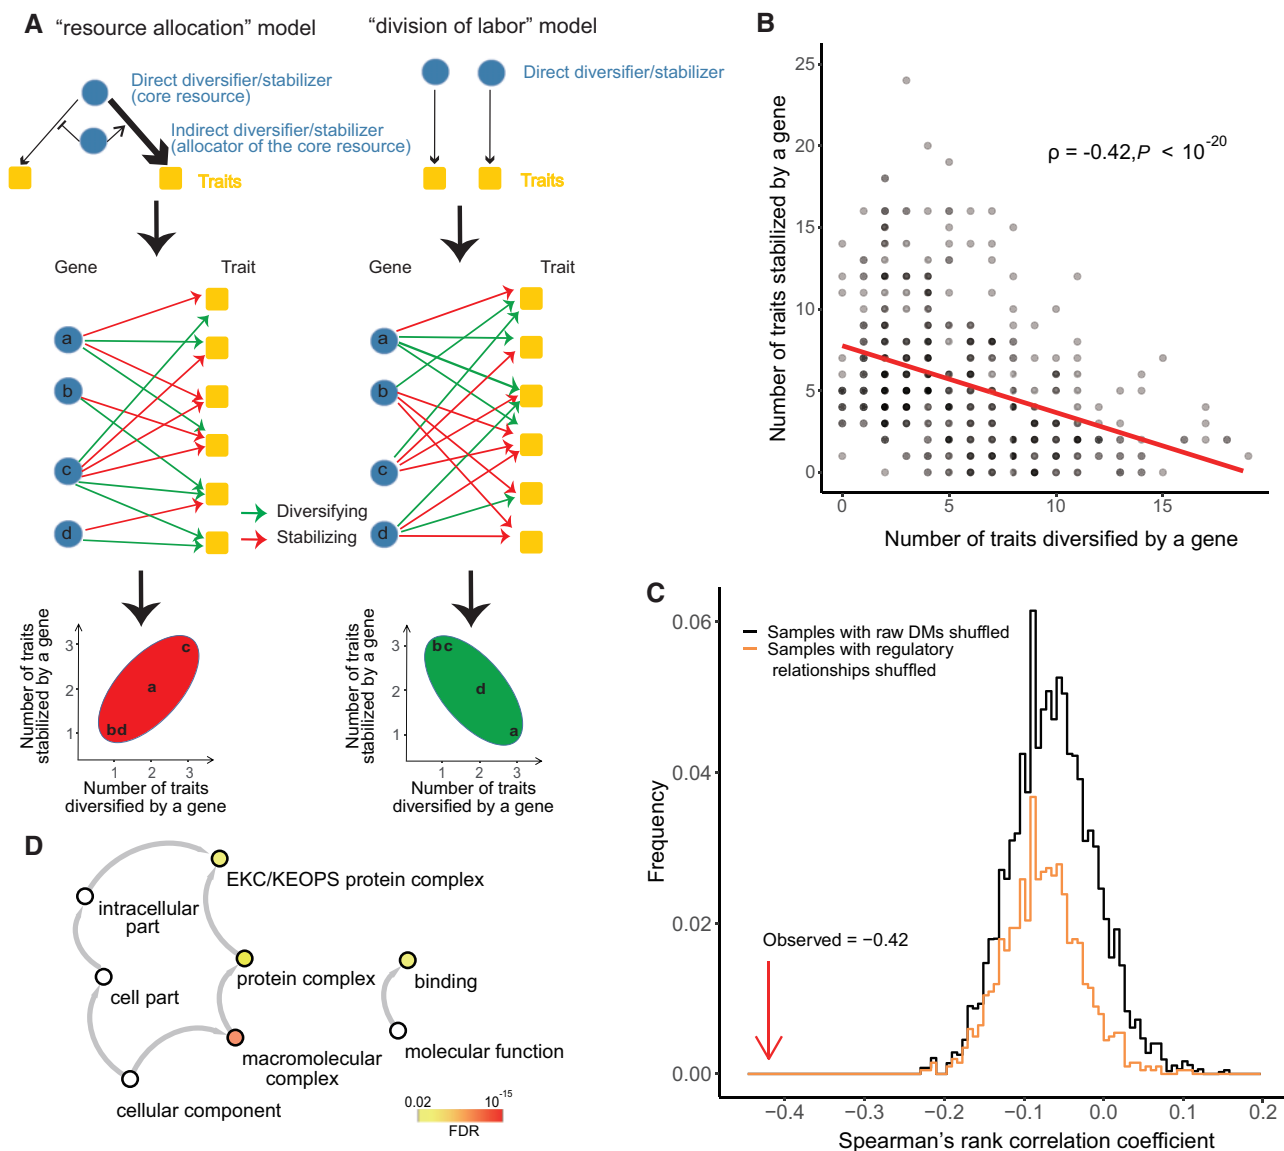 A
"resource allocation" model
"division of labor" model
Direct diversifier/stabilizer
(core resource)
Indirect diversifier/stabilizer
(allocator of the core resource)
Traits
Direct diversifier/stabilizer
Traits
Gene
Trait
a
b
c
d
Gene
Trait
a
b
c
d
Diversifying
Stabilizing
Number of traits
stabilized by a gene
3
2
1
c
a
bd
1 2 3
Number of traits
diversified by a gene
Number of traits
stabilized by a gene
3
2
1
bc
d
a
1 2 3
Number of traits
diversified by a gene
B
Number of traits stabilized by a gene
25
20
15
10
5
0
ρ = -0.42, P < 10-20
0 5 10 15
Number of traits diversified by a gene
C
Frequency
0.06
0.04
0.02
0.00
Samples with raw DMs shuffled
Samples with regulatory
relationships shuffled
Observed = −0.42
−0.4 −0.3 −0.2 −0.1 0.0 0.1 0.2
Spearman's rank correlation coefficient
D
EKC/KEOPS protein complex
intracellular
part
protein complex
cell part
binding
macromolecular
complex
molecular function
cellular component
0.02 10-15
FDR